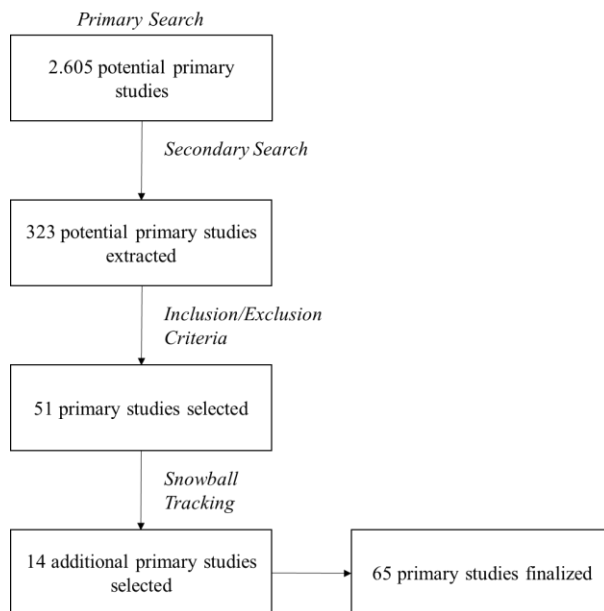 Primary Search
2.605 potential primary
studies
Secondary Search
323 potential primary studies
extracted
Inclusion/Exclusion
Criteria
51 primary studies selected
Snowball
Tracking
14 additional primary studies
selected
65 primary studies finalized